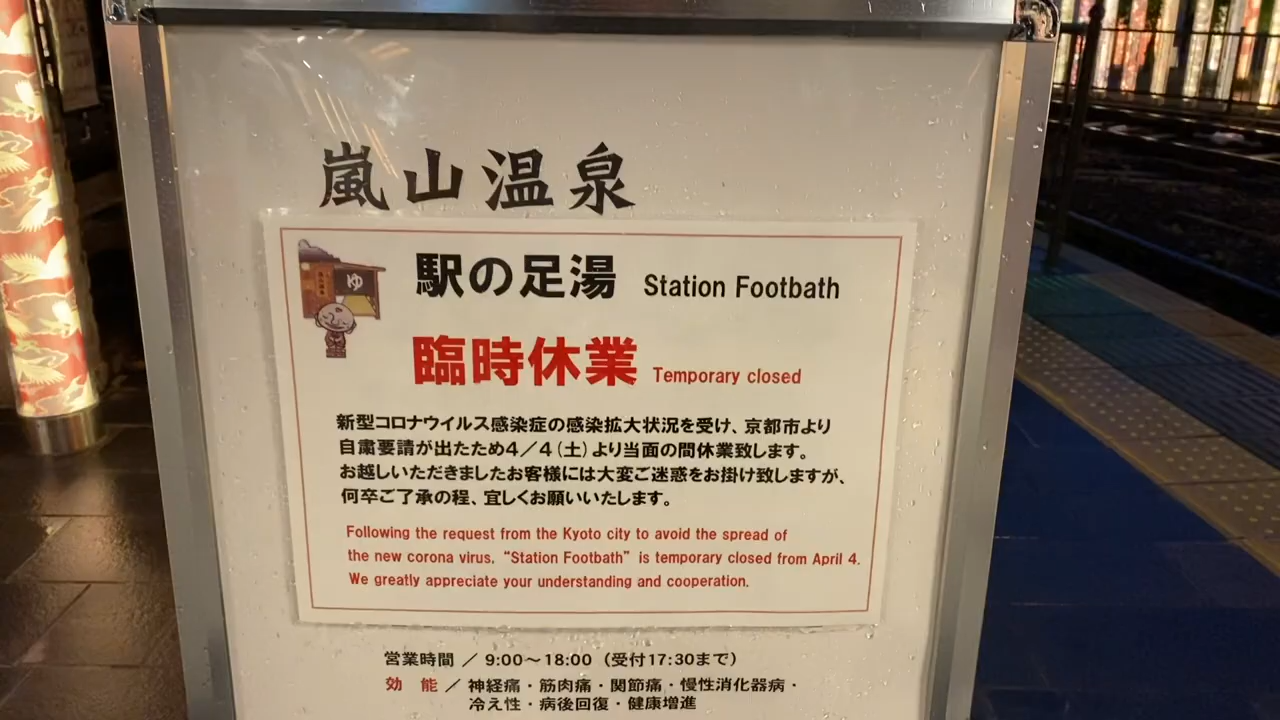 嵐山温泉
ゆ
駅の足湯 Station Footbath
臨時休業 Temporary closed
新型コロナウイルス感染症の感染拡大状況を受け、京都市より
自粛要請が出たため4／4（土）より当面の間休業致します。
お越しいただきましたお客様には大変ご迷惑をお掛け致しますが、
何卒ご了承の程、宜しくお願いいたします。
Following the request from the Kyoto city to avoid the spread of
the new corona virus, “Station Footbath” is temporary closed from April 4.
We greatly appreciate your understanding and cooperation.
営業時間 ／ 9:00〜18:00（受付17:30まで）
効 能 ／ 神経痛・筋肉痛・関節痛・慢性消化器病・
冷え性・病後回復・健康増進